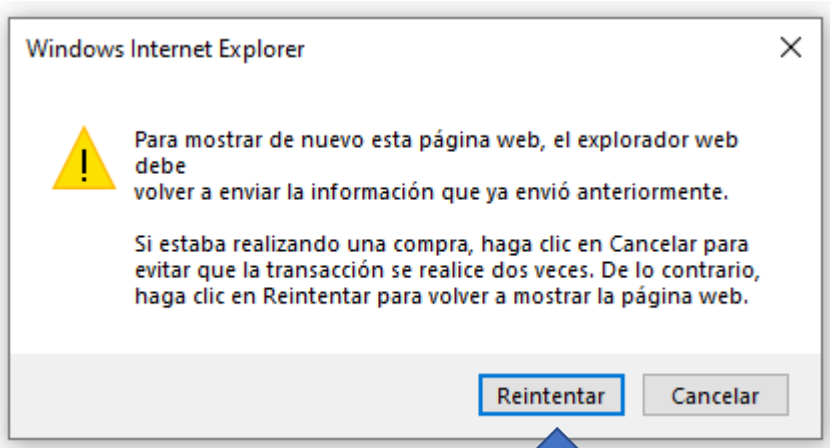 Windows Internet Explorer
!
Para mostrar de nuevo esta página web, el explorador web
debe
volver a enviar la información que ya envió anteriormente.
Si estaba realizando una compra, haga clic en Cancelar para
evitar que la transacción se realice dos veces. De lo contrario,
haga clic en Reintentar para volver a mostrar la página web.
Reintentar Cancelar